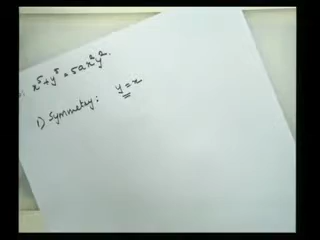 : x⁵+y⁵ = 5ax²y².
1) Symmetry: y=x